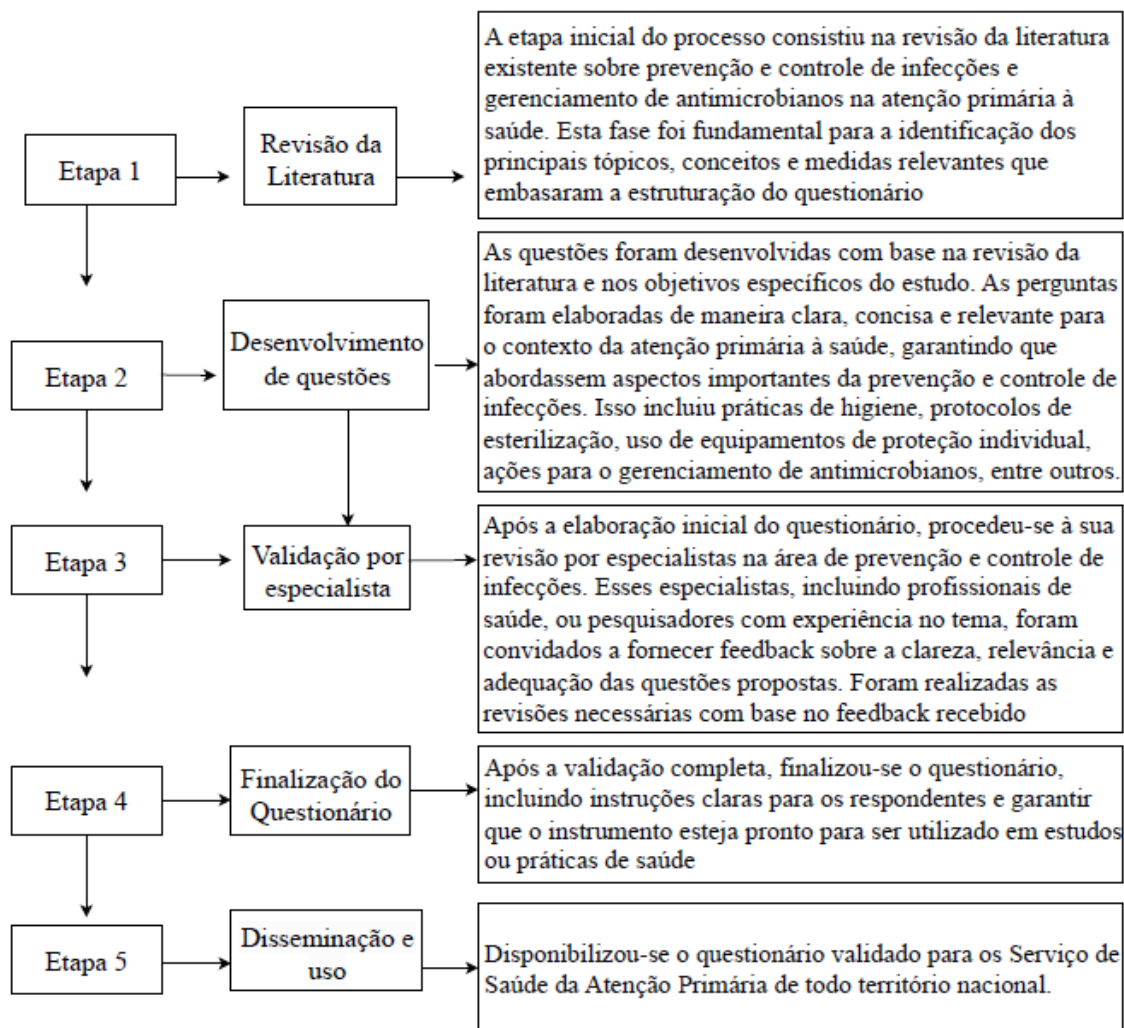 Etapa 1
Revisão da
Literatura
A etapa inicial do processo consistiu na revisão da literatura
existente sobre prevenção e controle de infecções e
gerenciamento de antimicrobianos na atenção primária à
saúde. Esta fase foi fundamental para a identificação dos
principais tópicos, conceitos e medidas relevantes que
embasaram a estruturação do questionário
Etapa 2
Desenvolvimento
de questões
As questões foram desenvolvidas com base na revisão da
literatura e nos objetivos específicos do estudo. As perguntas
foram elaboradas de maneira clara, concisa e relevante para
o contexto da atenção primária à saúde, garantindo que
abordassem aspectos importantes da prevenção e controle de
infecções. Isso incluiu práticas de higiene, protocolos de
esterilização, uso de equipamentos de proteção individual,
ações para o gerenciamento de antimicrobianos, entre outros.
Etapa 3
Validação por
especialista
Após a elaboração inicial do questionário, procedeu-se à sua
revisão por especialistas na área de prevenção e controle de
infecções. Esses especialistas, incluindo profissionais de
saúde, ou pesquisadores com experiência no tema, foram
convidados a fornecer feedback sobre a clareza, relevância e
adequação das questões propostas. Foram realizadas as
revisões necessárias com base no feedback recebido
Etapa 4
Finalização do
Questionário
Após a validação completa, finalizou-se o questionário,
incluindo instruções claras para os respondentes e garantir
que o instrumento esteja pronto para ser utilizado em estudos
ou práticas de saúde
Etapa 5
Disseminação e
uso
Disponibilizou-se o questionário validado para os Serviço de
Saúde da Atenção Primária de todo território nacional.